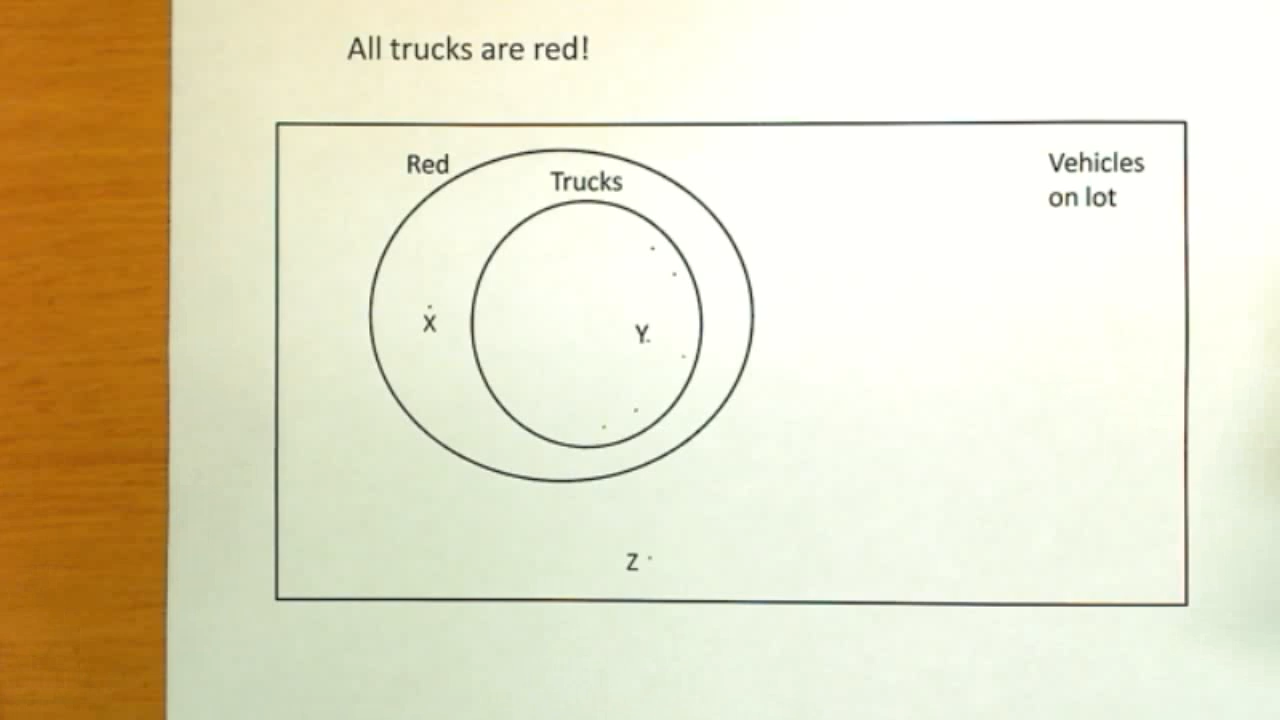 All trucks are red!
Red
Trucks
Vehicles
on lot
X
Y
Z